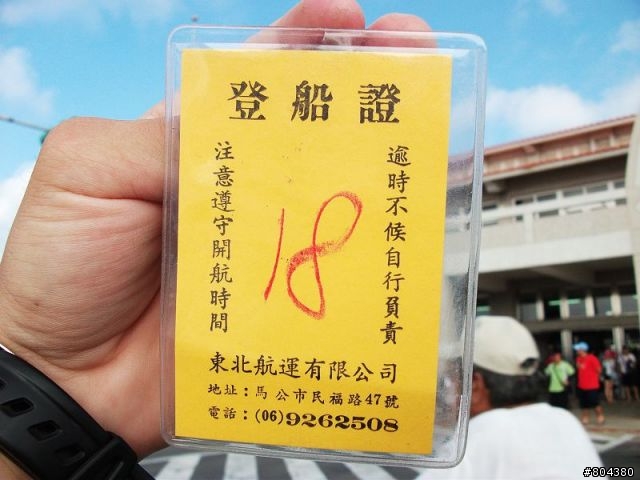 登船證
逾時不候自行負責
18
注意遵守開航時間
東北航運有限公司
地址：馬公市民福路47號
電話：(06)9262508
#804380